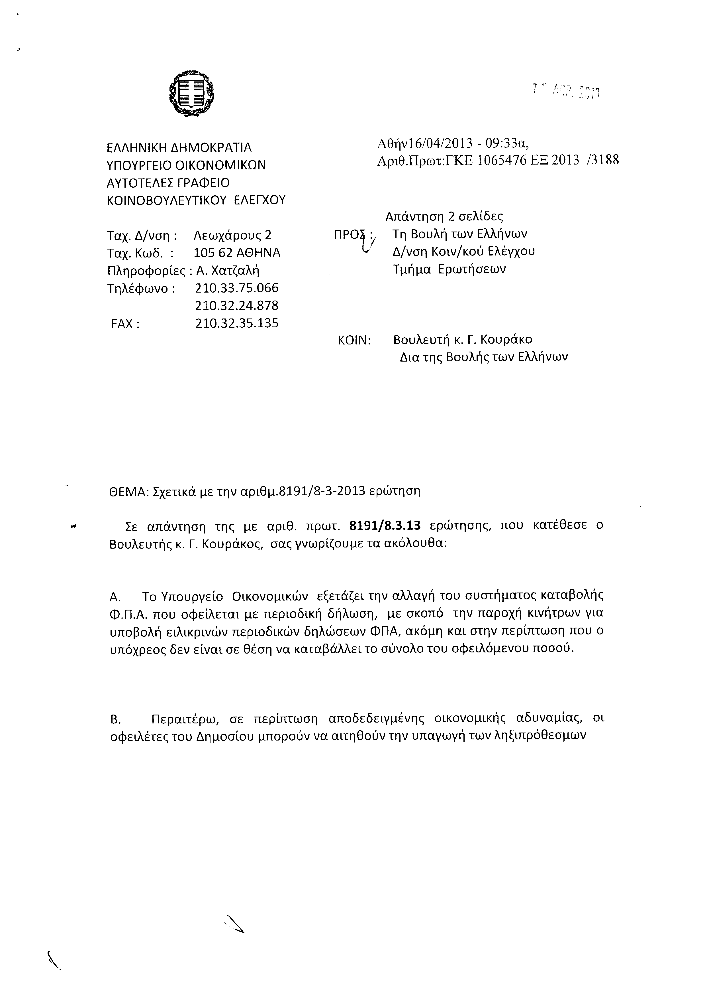 ΕΛΛΗΝΙΚΗ ΔΗΜΟΚΡΑΤΙΑ
ΥΠΟΥΡΓΕΙΟ ΟΙΚΟΝΟΜΙΚΩΝ
ΑΥΤΟΤΕΛΕΣ ΓΡΑΦΕΙΟ
ΚΟΙΝΟΒΟΥΛΕΥΤΙΚΟΥ ΕΛΕΓΧΟΥ
Ταχ. Δ/νση : Λεωχάρους 2
Ταχ. Κωδ. : 105 62 ΑΘΗΝΑ
Πληροφορίες : Α. Χατζαλή
Τηλέφωνο : 210.33.75.066
210.32.24.878
FAX : 210.32.35.135
ΑΠΡ. 2013
Αθήν16/04/2013 - 09:33α,
Αριθ.Πρωτ:ΓΚΕ 1065476 ΕΞ 2013 /3188
Απάντηση 2 σελίδες
ΠΡΟΣ : Τη Βουλή των Ελλήνων
Δ/νση Κοιν/κού Ελέγχου
Τμήμα Ερωτήσεων
ΚΟΙΝ: Βουλευτή κ. Γ. Κουράκο
Δια της Βουλής των Ελλήνων
ΘΕΜΑ: Σχετικά με την αριθμ.8191/8-3-2013 ερώτηση
Σε απάντηση της με αριθ. πρωτ. 8191/8.3.13 ερώτησης, που κατέθεσε ο
Βουλευτής κ. Γ. Κουράκος, σας γνωρίζουμε τα ακόλουθα:
Α. Το Υπουργείο Οικονομικών εξετάζει την αλλαγή του συστήματος καταβολής
Φ.Π.Α. που οφείλεται με περιοδική δήλωση, με σκοπό την παροχή κινήτρων για
υποβολή ειλικρινών περιοδικών δηλώσεων ΦΠΑ, ακόμη και στην περίπτωση που ο
υπόχρεος δεν είναι σε θέση να καταβάλλει το σύνολο του οφειλόμενου ποσού.
Β. Περαιτέρω, σε περίπτωση αποδεδειγμένης οικονομικής αδυναμίας, οι
οφειλέτες του Δημοσίου μπορούν να αιτηθούν την υπαγωγή των ληξιπρόθεσμων